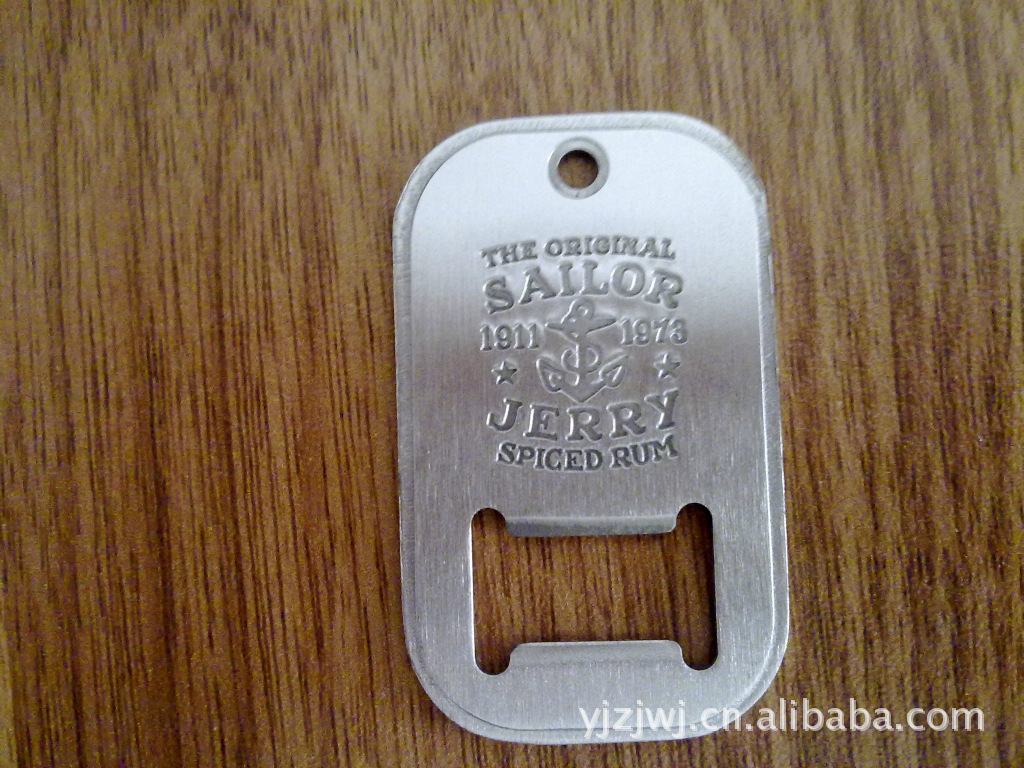 THE ORIGINAL
SAILOR
1911 1973
JERRY
SPICED RUM
yjzjwj.cn.alibaba.com